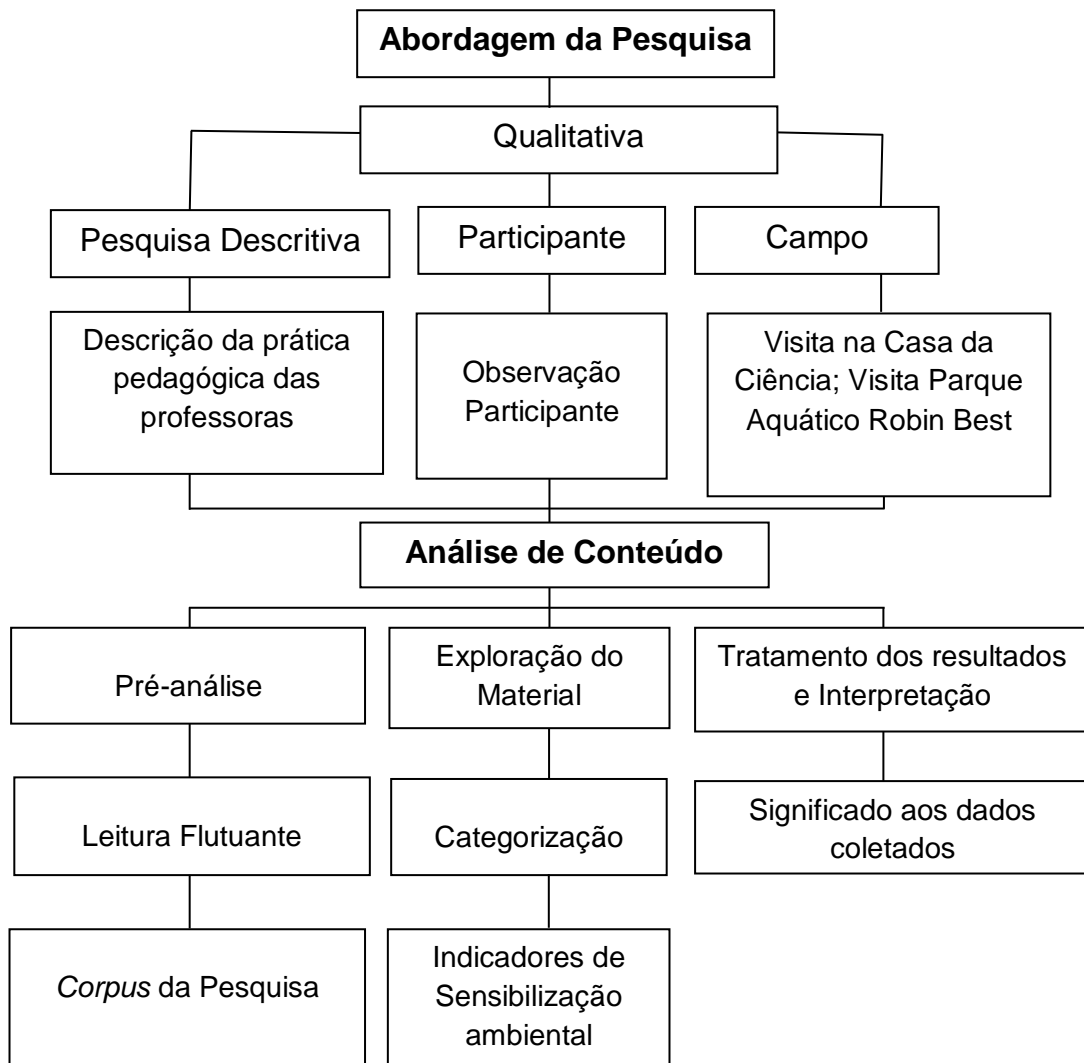 Abordagem da Pesquisa
Qualitativa
Pesquisa Descritiva
Participante
Campo
Descrição da prática
pedagógica das
professoras
Observação
Participante
Visita na Casa da
Ciência; Visita Parque
Aquático Robin Best
Análise de Conteúdo
Pré-análise
Exploração do
Material
Tratamento dos resultados
e Interpretação
Leitura Flutuante
Categorização
Significado aos dados
coletados
Corpus da Pesquisa
Indicadores de
Sensibilização
ambiental